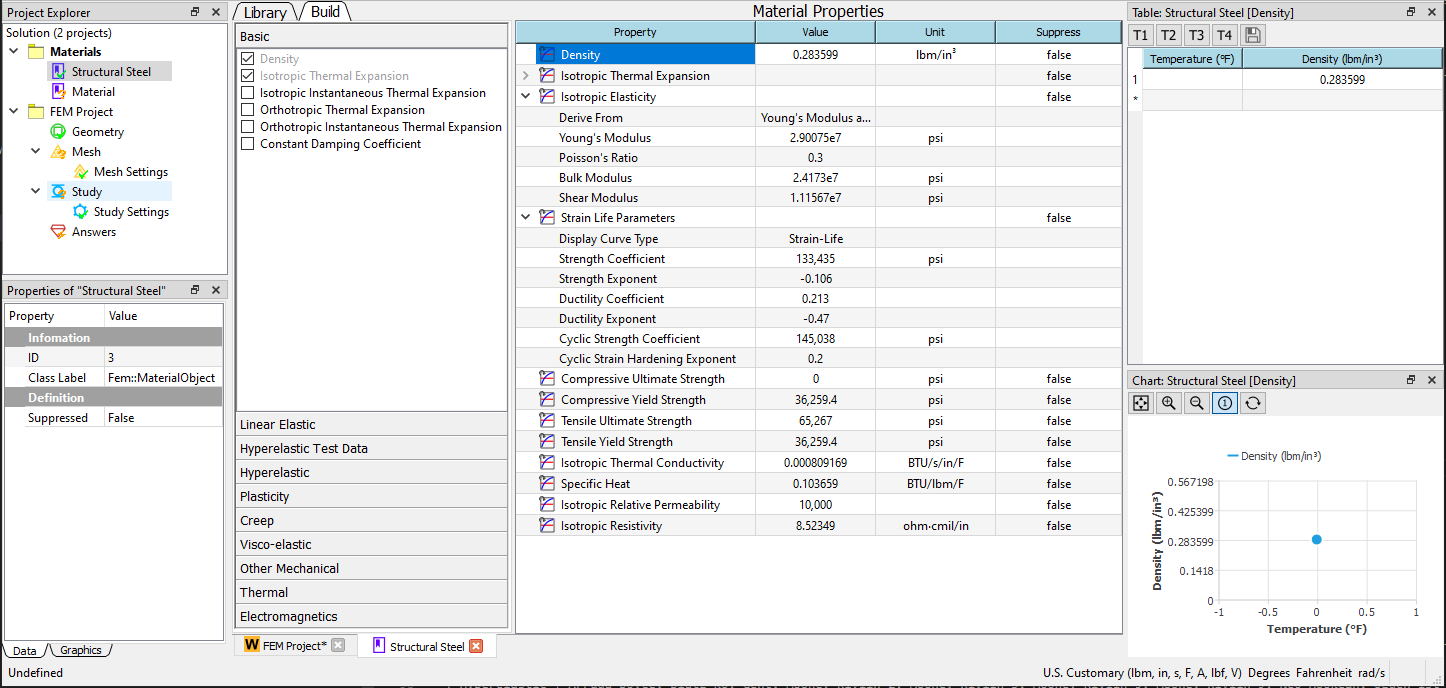 Project Explorer
Solution (2 projects)
Materials
Structural Steel
Material
FEM Project
Geometry
Mesh
Mesh Settings
Study
Study Settings
Answers
Properties of "Structural Steel"
Property Value
Infomation
ID 3
Class Label Fem::MaterialObject
Definition
Suppressed False
Data Graphics
Undefined
Library Build
Basic
Density
Isotropic Thermal Expansion
Isotropic Instantaneous Thermal Expansion
Orthotropic Thermal Expansion
Orthotropic Instantaneous Thermal Expansion
Constant Damping Coefficient
Linear Elastic
Hyperelastic Test Data
Hyperelastic
Plasticity
Creep
Visco-elastic
Other Mechanical
Thermal
Electromagnetics
W FEM Project* Structural Steel
Material Properties
Property Value Unit Suppress
Density 0.283599 lbm/in³ false
Isotropic Thermal Expansion false
Isotropic Elasticity false
Derive From Young's Modulus a...
Young's Modulus 2.90075e7 psi
Poisson's Ratio 0.3
Bulk Modulus 2.4173e7 psi
Shear Modulus 1.11567e7 psi
Strain Life Parameters false
Display Curve Type Strain-Life
Strength Coefficient 133,435 psi
Strength Exponent -0.106
Ductility Coefficient 0.213
Ductility Exponent -0.47
Cyclic Strength Coefficient 145,038 psi
Cyclic Strain Hardening Exponent 0.2
Compressive Ultimate Strength 0 psi false
Compressive Yield Strength 36,259.4 psi false
Tensile Ultimate Strength 65,267 psi false
Tensile Yield Strength 36,259.4 psi false
Isotropic Thermal Conductivity 0.000809169 BTU/s/in/F false
Specific Heat 0.103659 BTU/lbm/F false
Isotropic Relative Permeability 10,000 false
Isotropic Resistivity 8.52349 ohm·cmil/in false
Table: Structural Steel [Density]
T1 T2 T3 T4
Temperature (°F) Density (lbm/in³)
1 0.283599
*
Chart: Structural Steel [Density]
Density (lbm/in³)
0.567198
0.425399
0.283599
0.1418
0
Density (lbm/in³)
-1 -0.5 0 0.5 1
Temperature (°F)
U.S. Customary (lbm, in, s, F, A, lbf, V) Degrees Fahrenheit rad/s